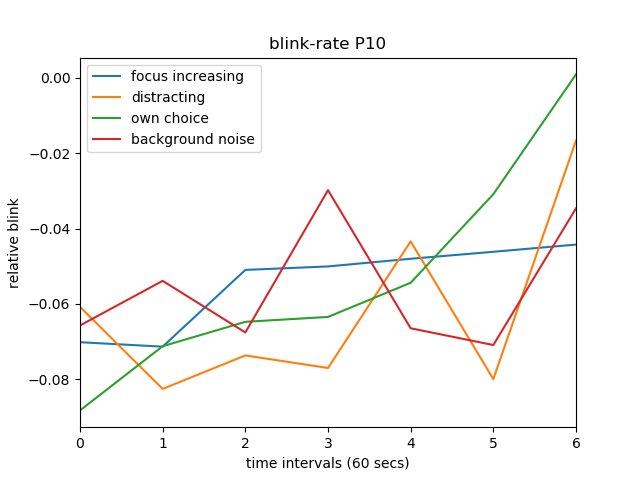 blink-rate P10
focus increasing
distracting
own choice
background noise
relative blink
0.00
−0.02
−0.04
−0.06
−0.08
0 1 2 3 4 5 6
time intervals (60 secs)